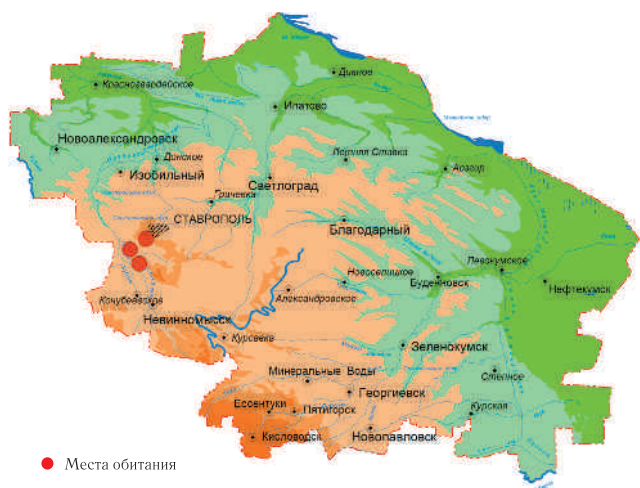 Дивное
Красногвардейское
Ипатово
Новоалександровск
Донское
Летняя Ставка
Арзгир
Изобильный
Светлоград
Грачевка
СТАВРОПОЛЬ
Благодарный
Левокумское
Новоселицкое
Буденновск
Нефтекумск
Кочубеевское
Александровское
Невинномысск
Курсавка
Зеленокумск
Минеральные Воды
Степное
Георгиевск
Ессентуки
Пятигорск
Курская
Кисловодск
Новопавловск
Места обитания